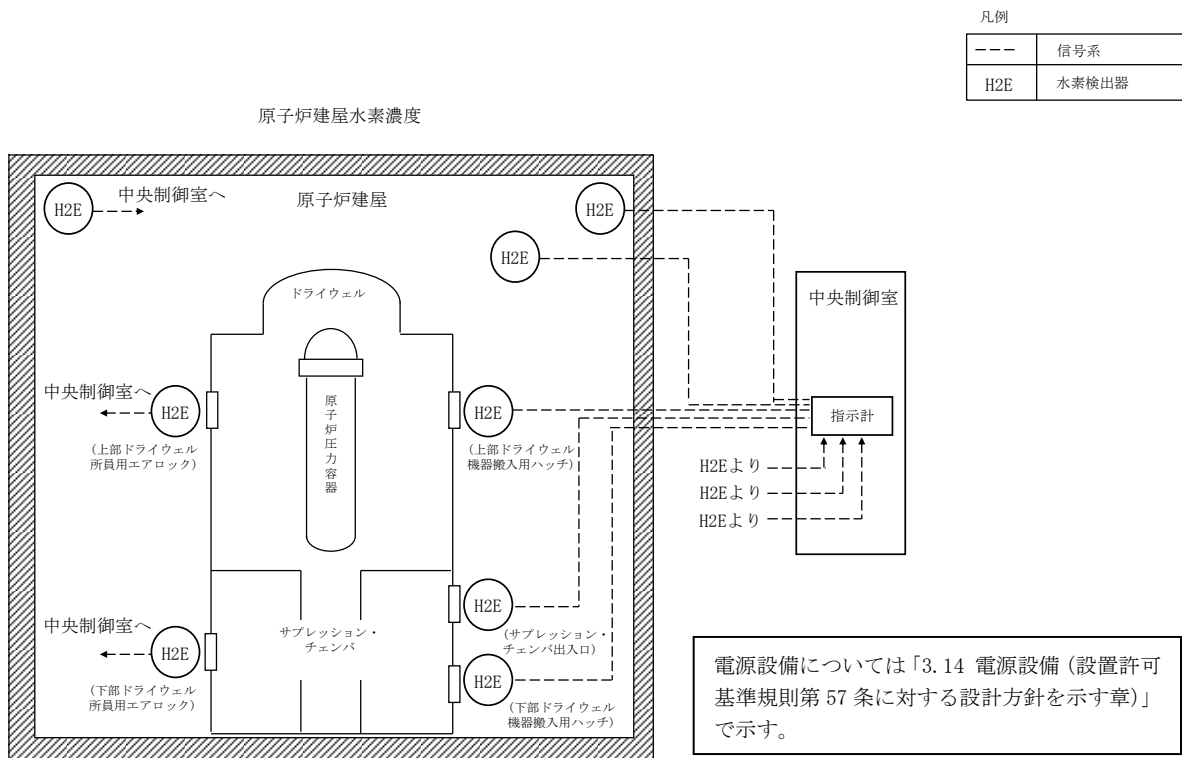 凡例
信号系
H2E 水素検出器
原子炉建屋水素濃度
H2E 中央制御室へ 原子炉建屋 H2E
H2E
中央制御室
ドライウェル
原子炉圧力容器
中央制御室へ
H2E
(上部ドライウェル
所員用エアロック)
H2E
(上部ドライウェル
機器搬入用ハッチ)
指示計
H2Eより
H2Eより
H2Eより
H2E
(サプレッション・
チェンバ出入口)
サプレッション・
チェンバ
中央制御室へ
H2E
(下部ドライウェル
所員用エアロック)
H2E
(下部ドライウェル
機器搬入用ハッチ)
電源設備については「3.14 電源設備(設置許可
基準規則第 57 条に対する設計方針を示す章)」
で示す。